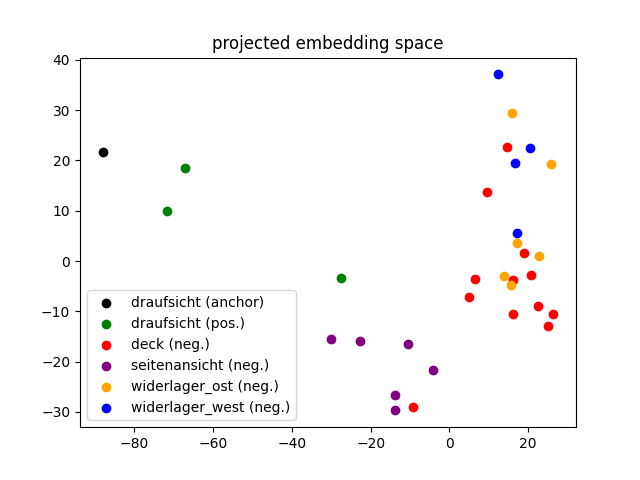 projected embedding space
40
30
20
10
0
−10
−20
−30
draufsicht (anchor)
draufsicht (pos.)
deck (neg.)
seitenansicht (neg.)
widerlager_ost (neg.)
widerlager_west (neg.)
−80 −60 −40 −20 0 20